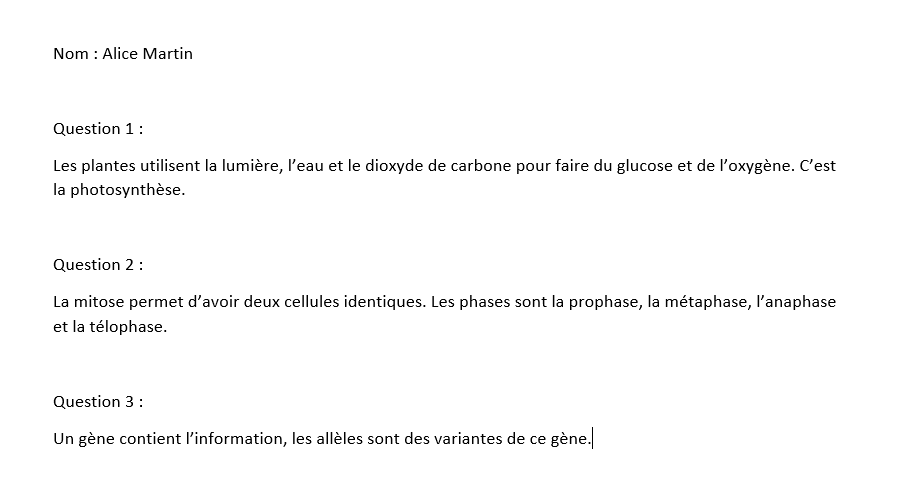 Nom : Alice Martin
Question 1 :
Les plantes utilisent la lumière, l’eau et le dioxyde de carbone pour faire du glucose et de l’oxygène. C’est
la photosynthèse.
Question 2 :
La mitose permet d’avoir deux cellules identiques. Les phases sont la prophase, la métaphase, l’anaphase
et la télophase.
Question 3 :
Un gène contient l’information, les allèles sont des variantes de ce gène.